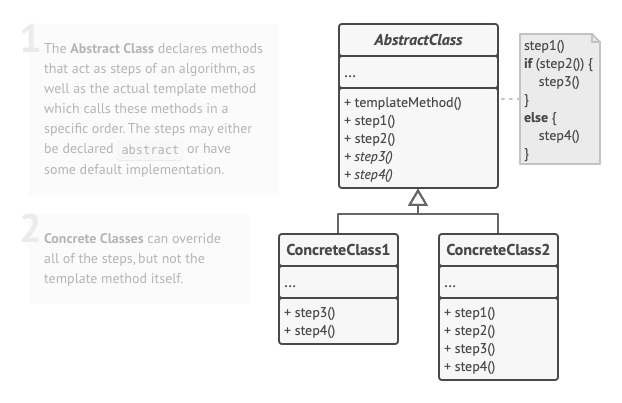 1
The Abstract Class declares methods
that act as steps of an algorithm, as
well as the actual template method
which calls these methods in a
specific order. The steps may either
be declared abstract or have
some default implementation.
2
Concrete Classes can override
all of the steps, but not the
template method itself.
AbstractClass
...
+ templateMethod()
+ step1()
+ step2()
+ step3()
+ step4()
step1()
if (step2()) {
step3()
}
else {
step4()
}
ConcreteClass1
...
+ step3()
+ step4()
ConcreteClass2
...
+ step1()
+ step2()
+ step3()
+ step4()